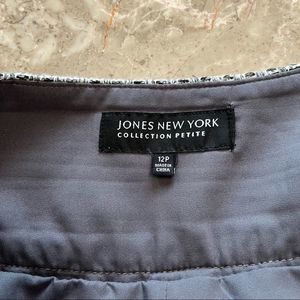 JONES NEW YORK
COLLECTION PETITE
12P
MADE IN
CHINA